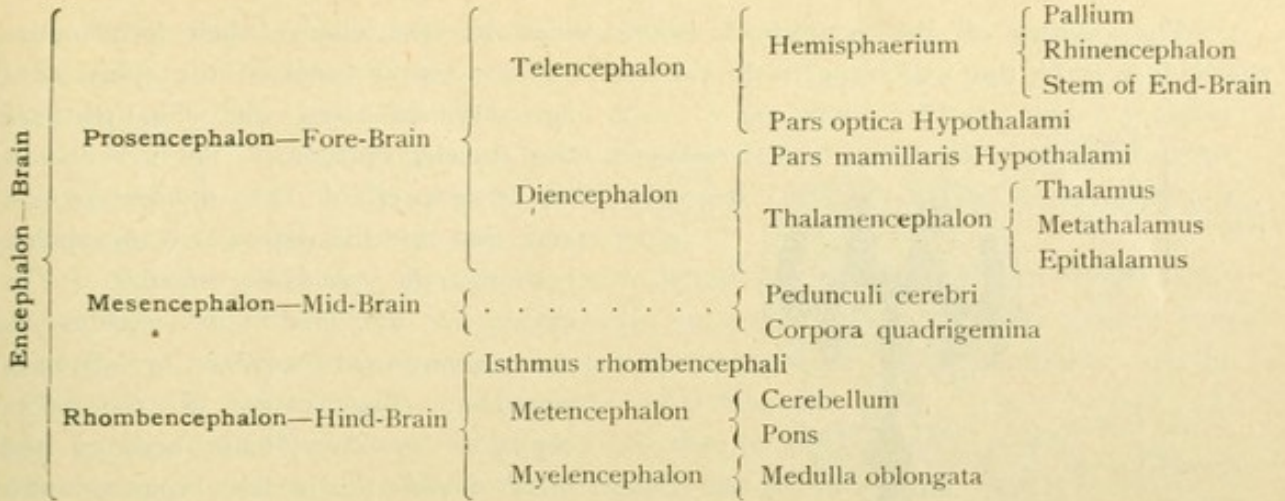 Encephalon—Brain
Prosencephalon—Fore-Brain
Telencephalon
Hemisphaerium
Pallium
Rhinencephalon
Stem of End-Brain
Pars optica Hypothalami
Diencephalon
Pars mamillaris Hypothalami
Thalamencephalon
Thalamus
Metathalamus
Epithalamus
Mesencephalon—Mid-Brain
. . . . . . . .
Pedunculi cerebri
Corpora quadrigemina
Rhombencephalon—Hind-Brain
Isthmus rhombencephali
Metencephalon
Cerebellum
Pons
Myelencephalon
Medulla oblongata